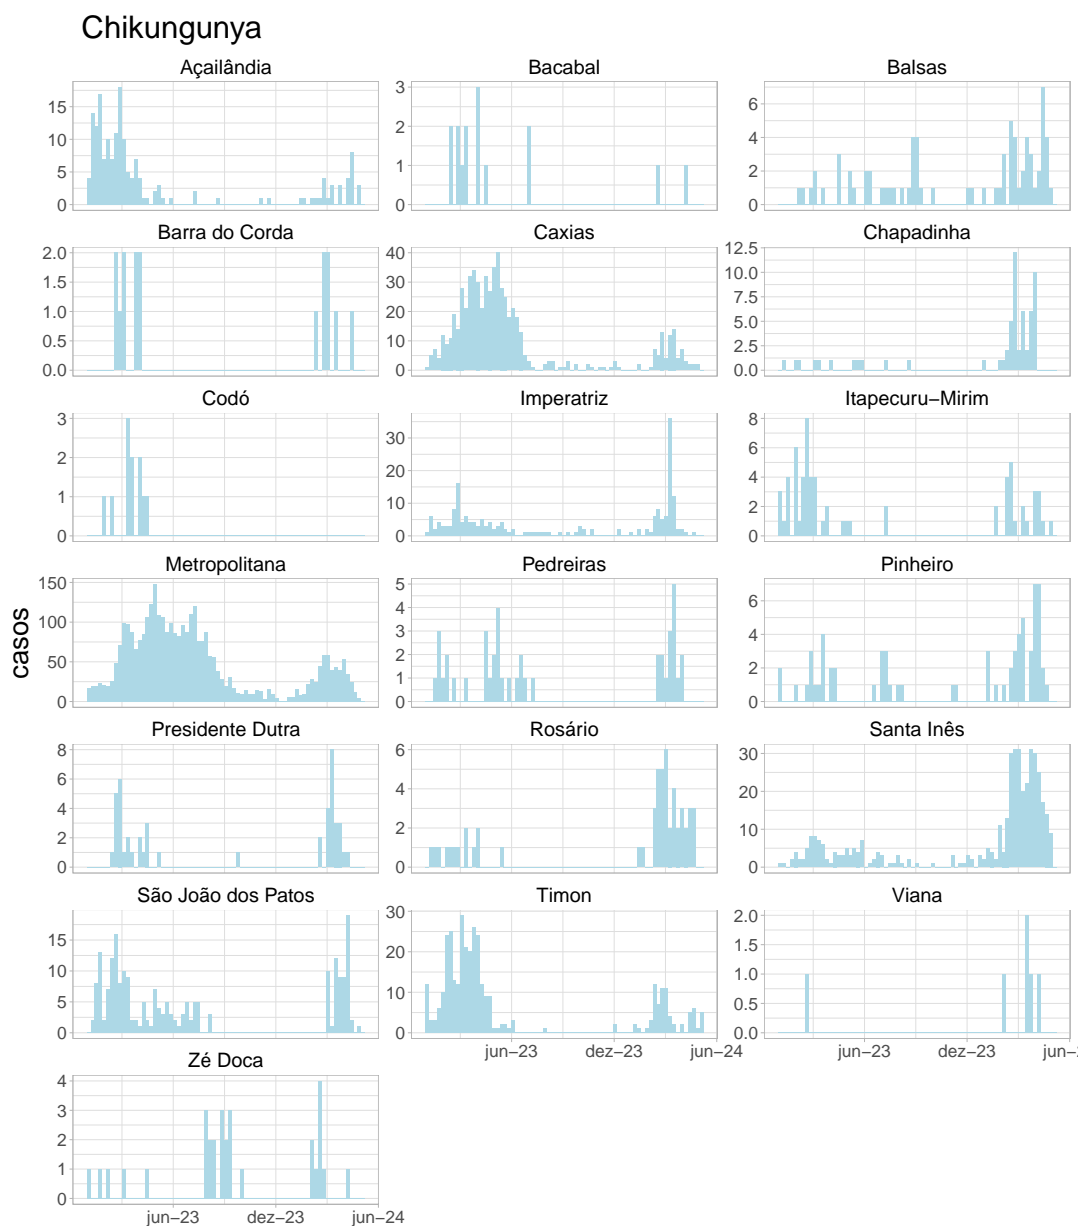 Chikungunya
Açailândia
Bacabal
Balsas
15
10
5
0
3
2
1
0
6
4
2
0
Barra do Corda
Caxias
Chapadinha
2.0
1.5
1.0
0.5
0.0
40
30
20
10
0
12.5
10.0
7.5
5.0
2.5
0.0
Codó
Imperatriz
Itapecuru−Mirim
3
2
1
0
30
20
10
0
8
6
4
2
0
Metropolitana
Pedreiras
Pinheiro
casos
150
100
50
0
5
4
3
2
1
0
6
4
2
0
Presidente Dutra
Rosário
Santa Inês
8
6
4
2
0
6
4
2
0
30
20
10
0
São João dos Patos
Timon
Viana
15
10
5
0
30
20
10
0
2.0
1.5
1.0
0.5
0.0
jun−23
dez−23
jun−24
jun−23
dez−23
jun−
Zé Doca
4
3
2
1
0
jun−23
dez−23
jun−24